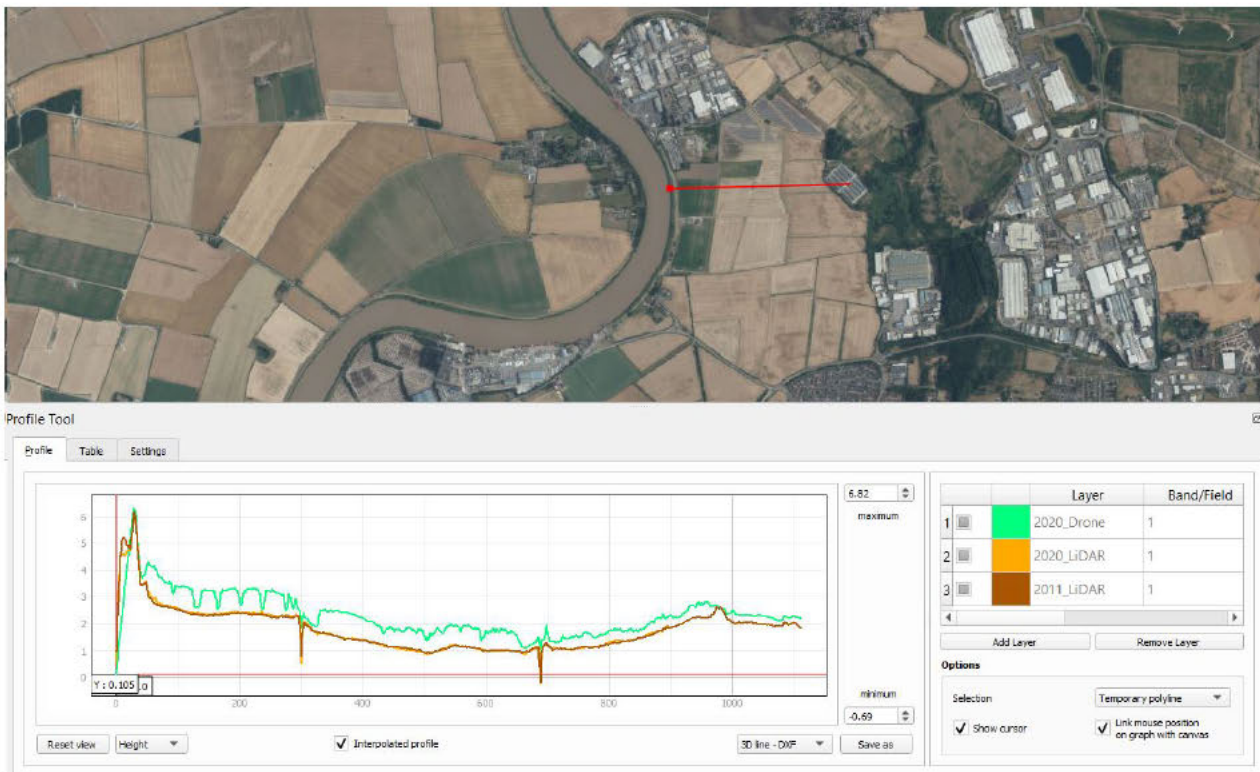 Profile Tool
Profile Table Settings
6
5
4
3
2
1
0
Y : 0.105
0 200 400 600 800 1000
6.82
maximum
minimum
-0.69
Layer Band/Field
1 2020_Drone 1
2 2020_LiDAR 1
3 2011_LiDAR 1
Add Layer Remove Layer
Options
Selection Temporary polyline
Show cursor Link mouse position
on graph with canvas
Reset view Height Interpolated profile 3D line - DXF Save as